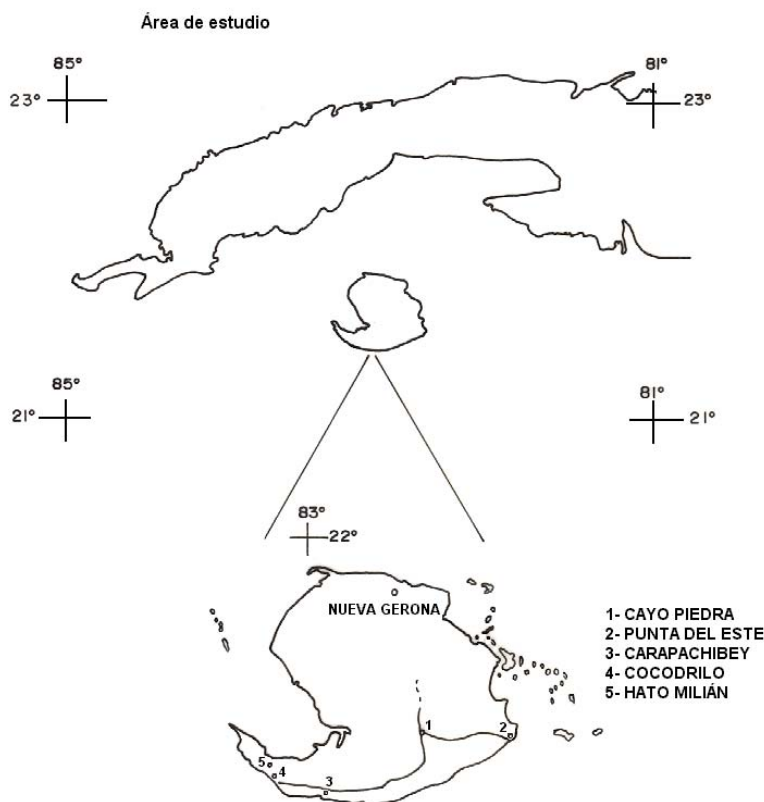 Área de estudio
85°
81°
23°
23°
85°
81°
21°
21°
83°
22°
NUEVA GERONA
1- CAYO PIEDRA
2- PUNTA DEL ESTE
3- CARAPACHIBEY
4- COCODRILO
5- HATO MILIÁN
1
2
5
4
3